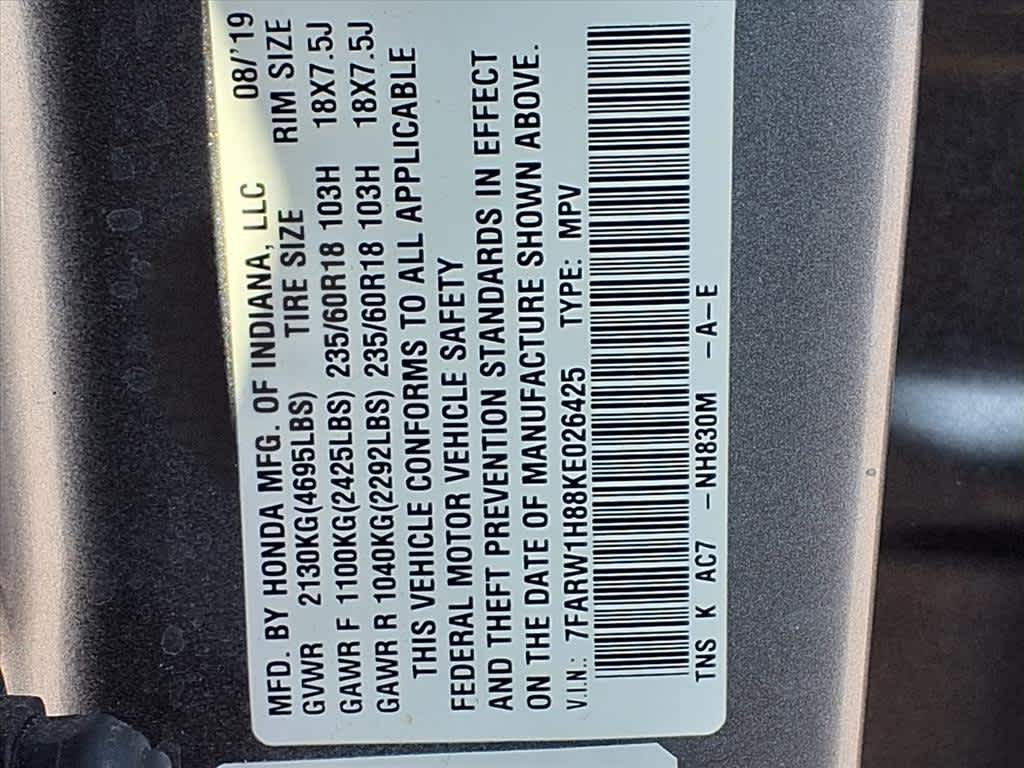 MFD. BY HONDA MFG. OF INDIANA, LLC 08/'19
GVWR 2130KG(4695LBS) TIRE SIZE RIM SIZE
GAWR F 1100KG(2425LBS) 235/60R18 103H 18X7.5J
GAWR R 1040KG(2292LBS) 235/60R18 103H 18X7.5J
THIS VEHICLE CONFORMS TO ALL APPLICABLE
FEDERAL MOTOR VEHICLE SAFETY
AND THEFT PREVENTION STANDARDS IN EFFECT
ON THE DATE OF MANUFACTURE SHOWN ABOVE.
V.I.N.: 7FARW1H88KE026425 TYPE: MPV
TNS K AC7 -NH830M -A-E